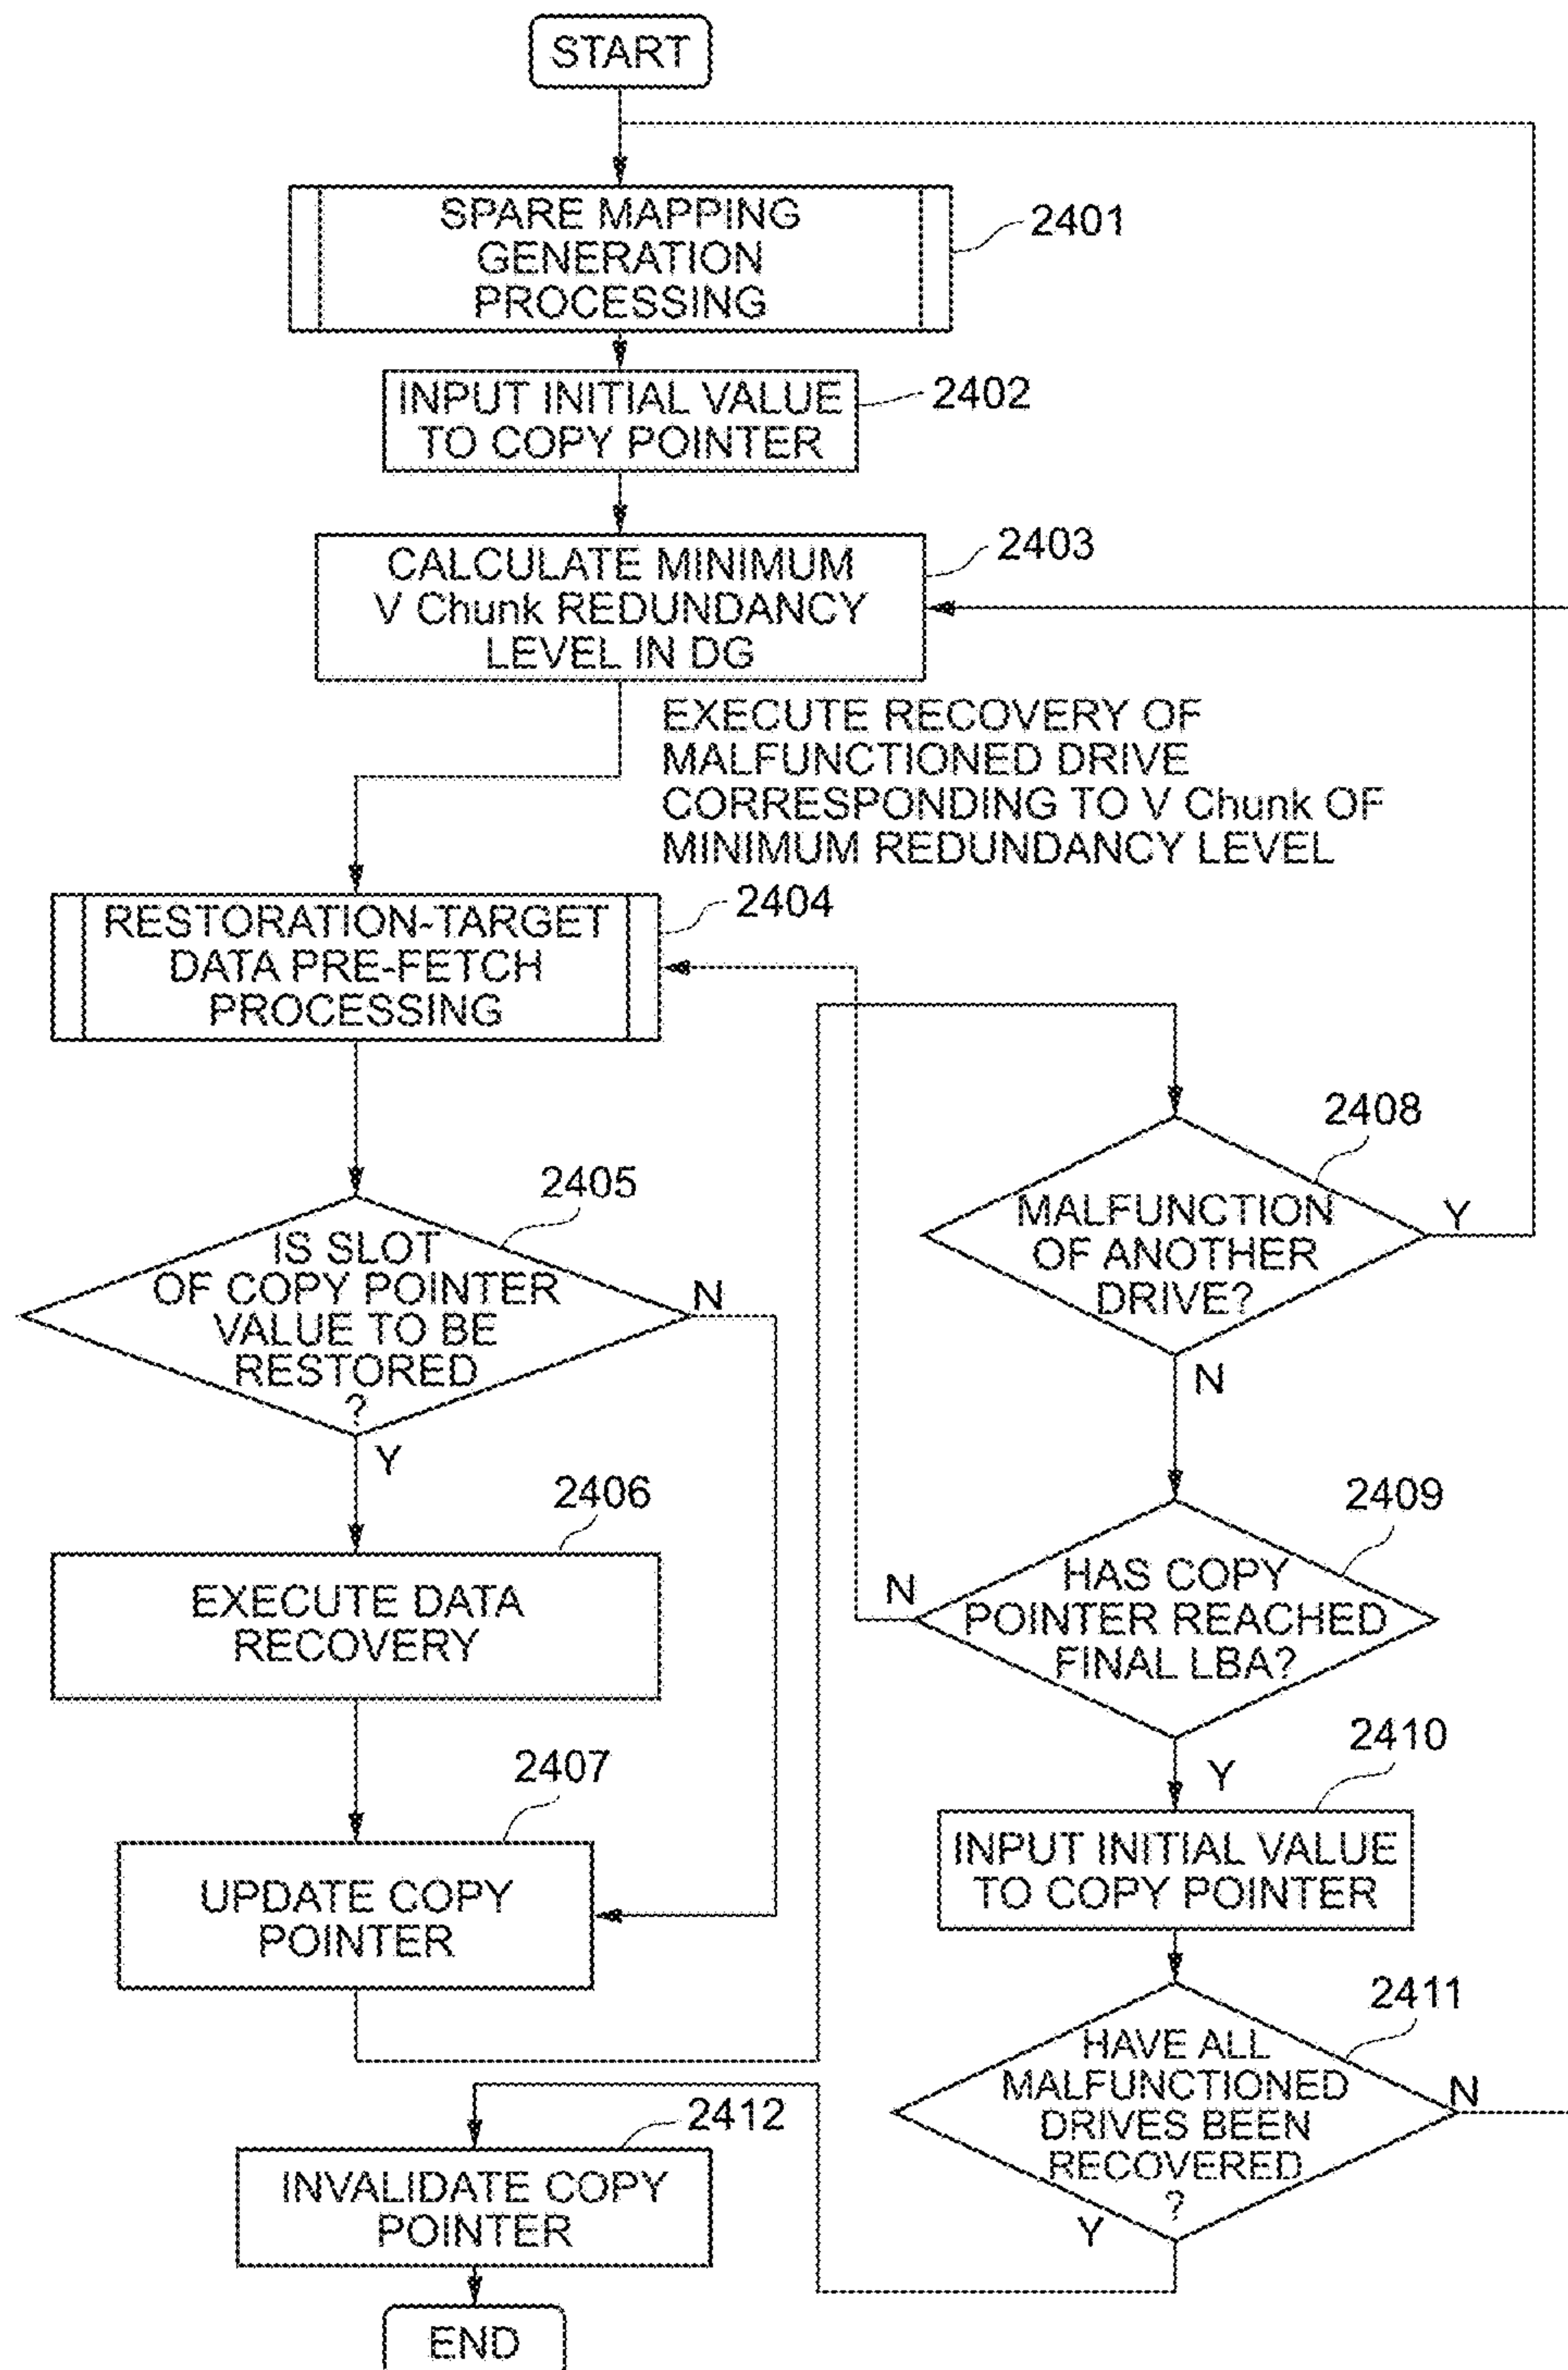 START
SPARE MAPPING
GENERATION
PROCESSING
2401
INPUT INITIAL VALUE
TO COPY POINTER
2402
CALCULATE MINIMUM
V Chunk REDUNDANCY
LEVEL IN DG
2403
EXECUTE RECOVERY OF
MALFUNCTIONED DRIVE
CORRESPONDING TO V Chunk OF
MINIMUM REDUNDANCY LEVEL
RESTORATION-TARGET
DATA PRE-FETCH
PROCESSING
2404
IS SLOT
OF COPY POINTER
VALUE TO BE
RESTORED
?
2405
N
Y
EXECUTE DATA
RECOVERY
2406
UPDATE COPY
POINTER
2407
MALFUNCTION
OF ANOTHER
DRIVE?
2408
Y
N
HAS COPY
POINTER REACHED
FINAL LBA?
2409
N
Y
INPUT INITIAL VALUE
TO COPY POINTER
2410
HAVE ALL
MALFUNCTIONED
DRIVES BEEN
RECOVERED
?
2411
N
Y
INVALIDATE COPY
POINTER
2412
END